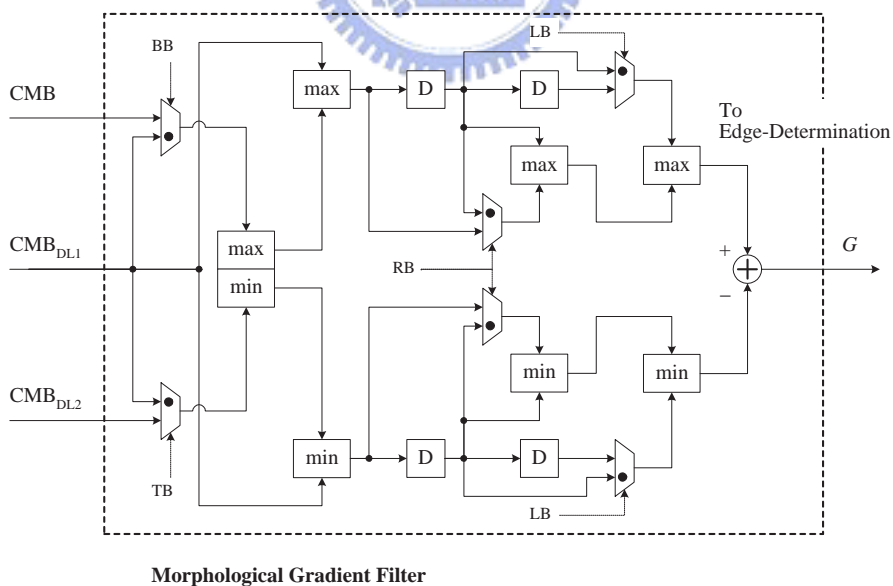 BB
LB
CMB
max
D
D
To
Edge-Determination
max
max
CMB_DL1
max
min
RB
+
G
−
min
min
CMB_DL2
min
D
D
TB
LB
Morphological Gradient Filter